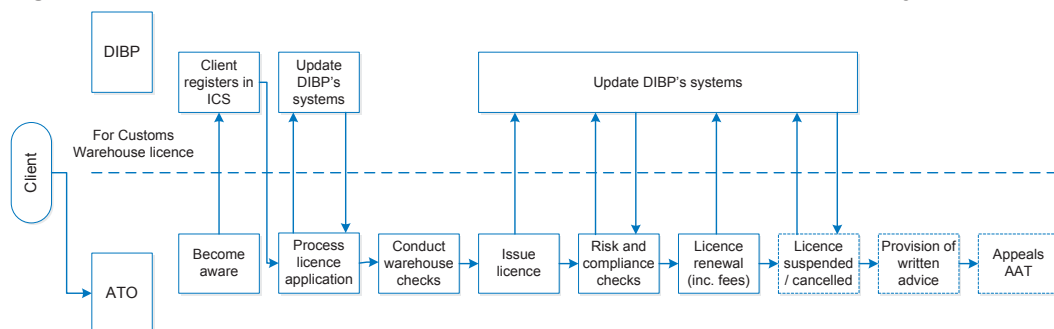 DIBP
Client
registers in
ICS
Update
DIBP's
systems
Update DIBP's systems
For Customs
Warehouse licence
Client
Become
aware
Process
licence
application
Conduct
warehouse
checks
Issue
licence
Risk and
compliance
checks
Licence
renewal
(inc. fees)
Licence
suspended
/ cancelled
Provision of
written
advice
Appeals
AAT
ATO